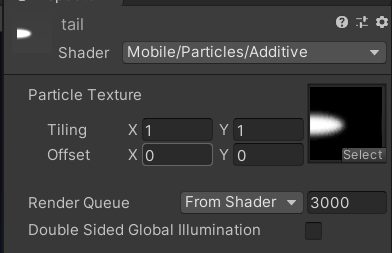 tail
Shader Mobile/Particles/Additive
Particle Texture
Tiling X 1 Y 1
Offset X 0 Y 0
Select
Render Queue From Shader 3000
Double Sided Global Illumination